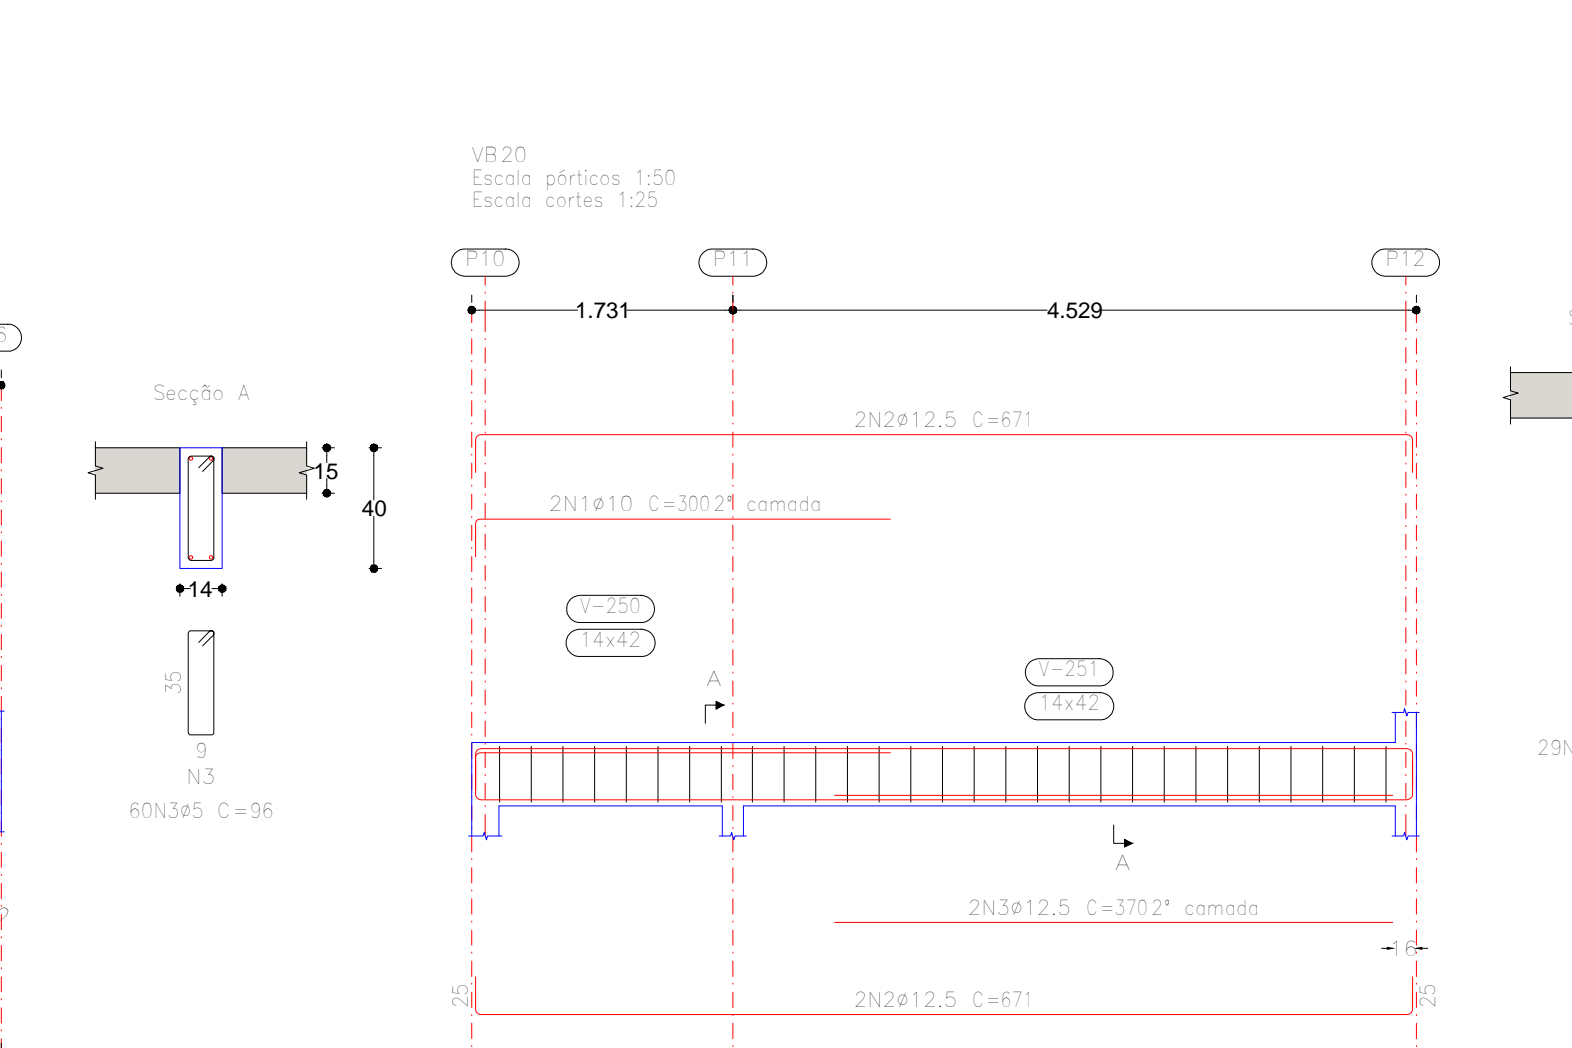 VB20
Escala pórticos 1:50
Escala cortes 1:25
P10
P11
P12
1.731
4.529
6
Secção A
15
40
14
35
9
N3
60N3ø5 C=96
2N2ø12.5 C=671
2N1ø10 C=300 2ª camada
V-250
14x42
V-251
14x42
A
A
2N3ø12.5 C=370 2ª camada
16
25
2N2ø12.5 C=671
25
29N